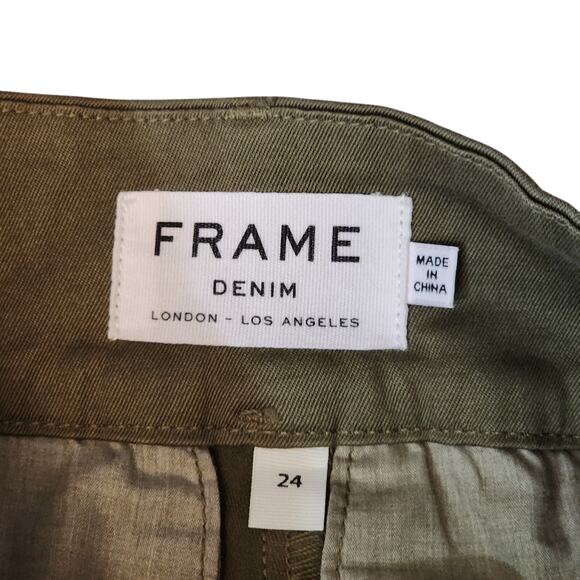 FRAME
DENIM
LONDON – LOS ANGELES
MADE
IN
CHINA
24